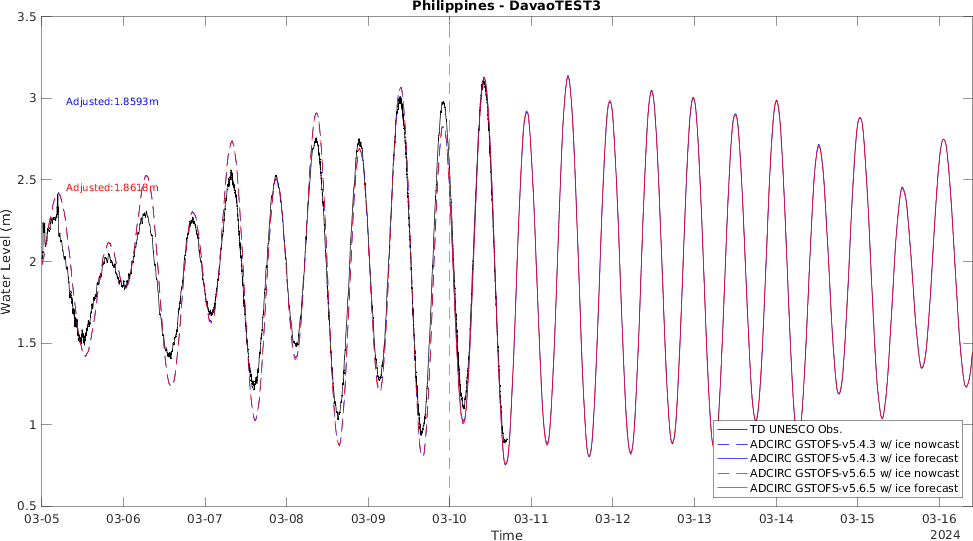 Philippines - DavaoTEST3
3.5
3
2.5
2
1.5
1
0.5
Water Level (m)
Adjusted:1.8593m
Adjusted:1.8618m
TD UNESCO Obs.
ADCIRC GSTOFS-v5.4.3 w/ ice nowcast
ADCIRC GSTOFS-v5.4.3 w/ ice forecast
ADCIRC GSTOFS-v5.6.5 w/ ice nowcast
ADCIRC GSTOFS-v5.6.5 w/ ice forecast
03-05 03-06 03-07 03-08 03-09 03-10 03-11 03-12 03-13 03-14 03-15 03-16
Time
2024